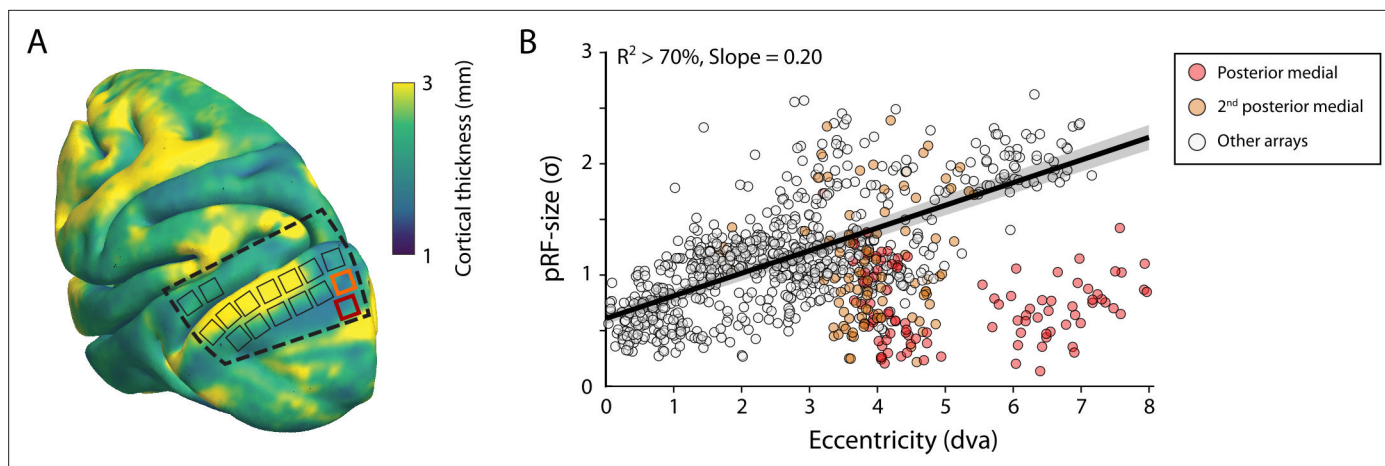 A
3
Cortical thickness (mm)
1
B
R² > 70%, Slope = 0.20
pRF-size (σ)
3
2
1
0
0 1 2 3 4 5 6 7 8
Eccentricity (dva)
Posterior medial
2nd posterior medial
Other arrays